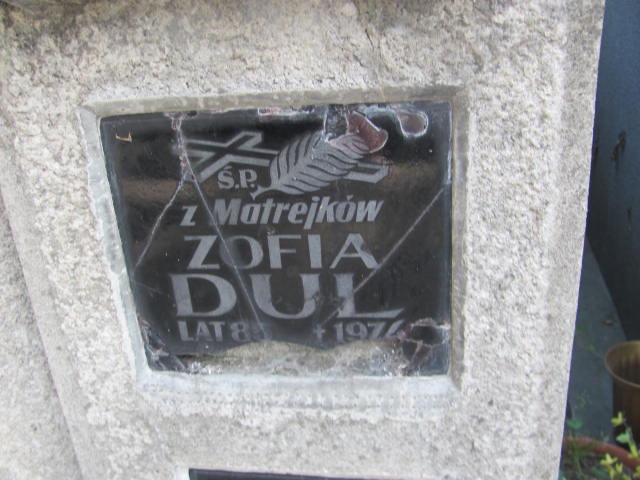 Ś.P.
z Matrejków
ZOFIA
DUL
LAT †